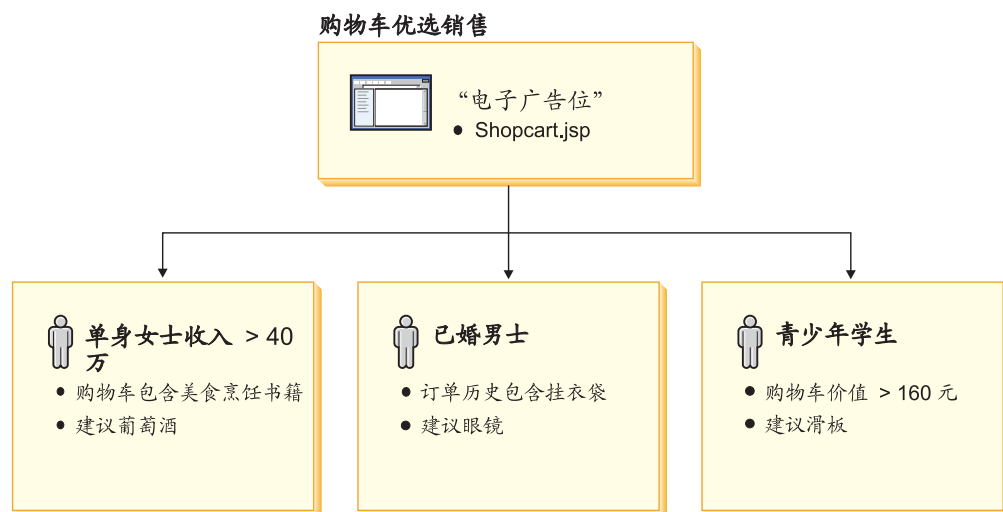 购物车优选销售
“电子广告位”
● Shopcart.jsp
单身女士收入 > 40
万
● 购物车包含美食烹饪书籍
● 建议葡萄酒
已婚男士
● 订单历史包含挂衣袋
● 建议眼镜
青少年学生
● 购物车价值 > 160 元
● 建议滑板